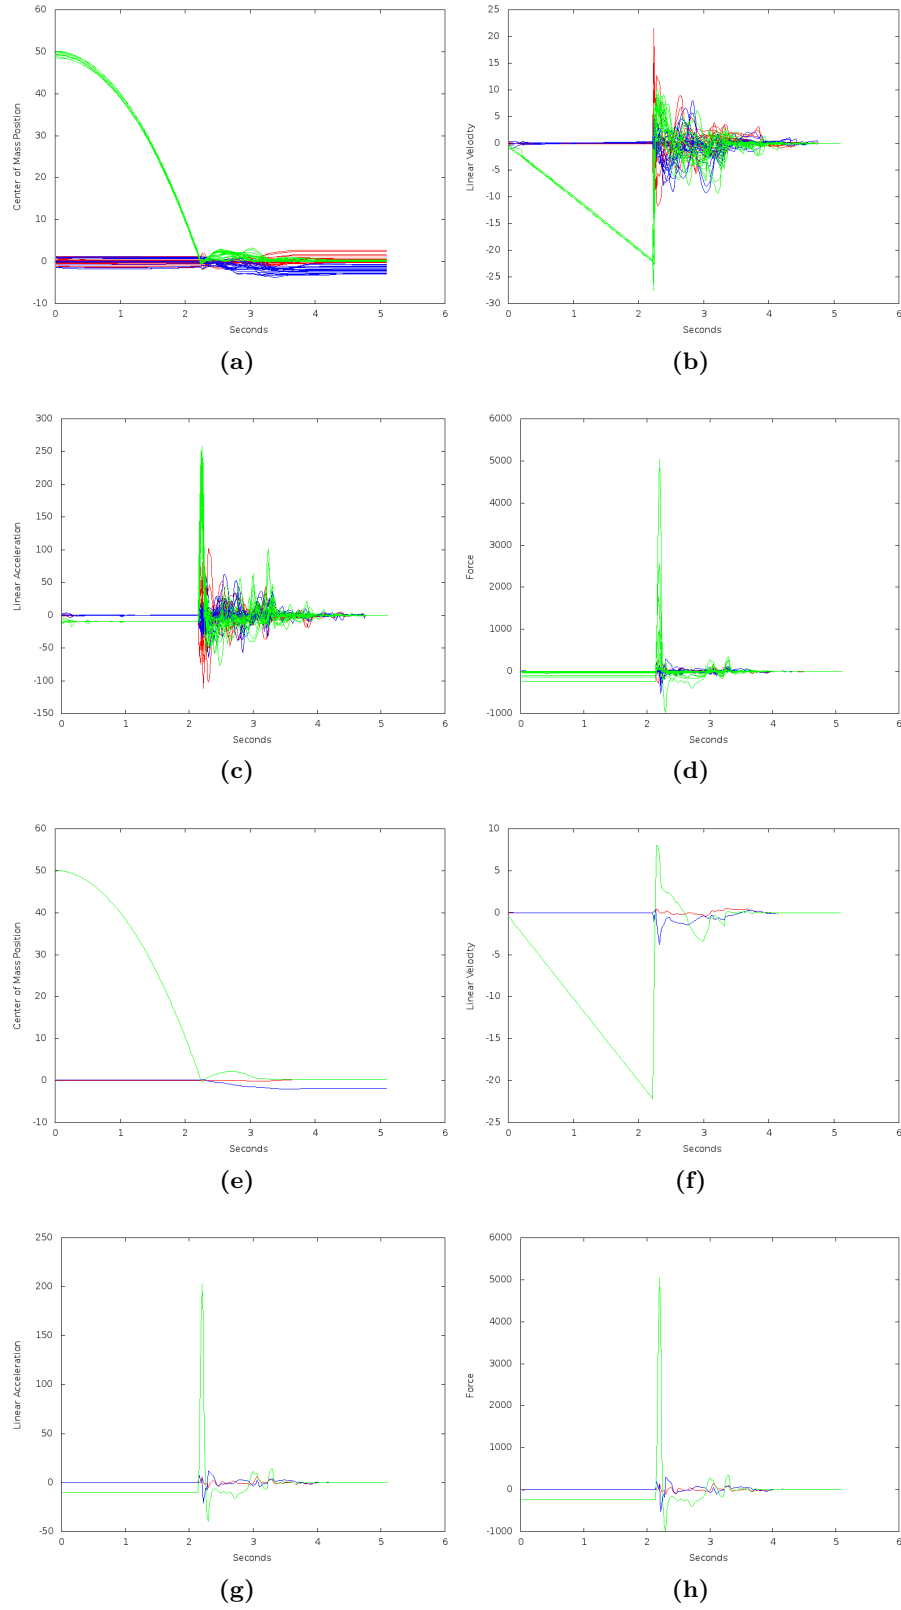 60
50
40
30
20
10
0
-10
Center of Mass Position
0 1 2 3 4 5 6
Seconds
(a)
25
20
15
10
5
0
-5
-10
-15
-20
-25
-30
Linear Velocity
0 1 2 3 4 5 6
Seconds
(b)
300
250
200
150
100
50
0
-50
-100
-150
Linear Acceleration
0 1 2 3 4 5 6
Seconds
(c)
6000
5000
4000
3000
2000
1000
0
-1000
Force
0 1 2 3 4 5 6
Seconds
(d)
60
50
40
30
20
10
0
-10
Center of Mass Position
0 1 2 3 4 5 6
Seconds
(e)
10
5
0
-5
-10
-15
-20
-25
Linear Velocity
0 1 2 3 4 5 6
Seconds
(f)
250
200
150
100
50
0
-50
Linear Acceleration
0 1 2 3 4 5 6
Seconds
(g)
6000
5000
4000
3000
2000
1000
0
-1000
Force
0 1 2 3 4 5 6
Seconds
(h)